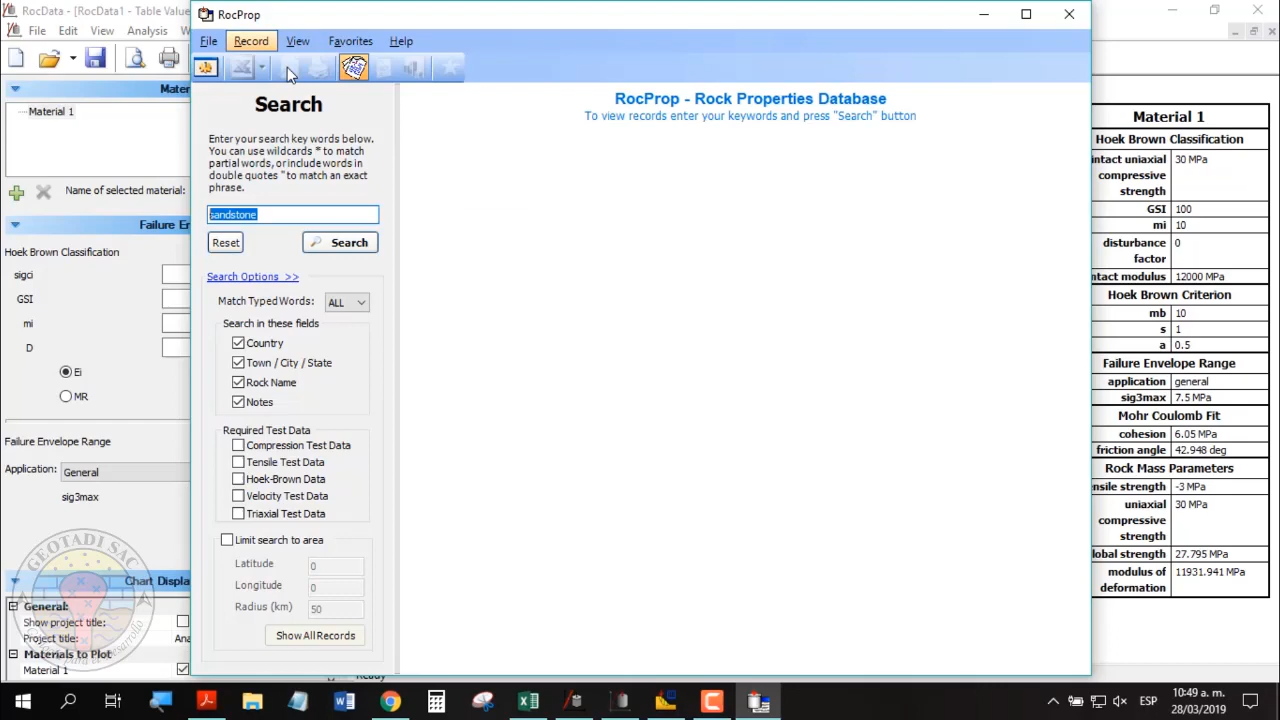 RocData - [RocData1 - Table Value
File Edit View Analysis W
Mater
Material 1
Name of selected material:
Failure En
Hoek Brown Classification
sigci
GSI
mi
D
Ei
MR
Failure Envelope Range
Application: General
sig3max
GEOTADI SAC
Chart Displa
General:
Show project title:
Project title: Ana
Materials to Plot
Material 1
Ready
RocProp
File Record View Favorites Help
Search
Enter your search key words below.
You can use wildcards * to match
partial words, or include words in
double quotes " to match an exact
phrase.
sandstone
Reset Search
Search Options >>
Match Typed Words: ALL
Search in these fields
Country
Town / City / State
Rock Name
Notes
Required Test Data
Compression Test Data
Tensile Test Data
Hoek-Brown Data
Velocity Test Data
Triaxial Test Data
Limit search to area
Latitude 0
Longitude 0
Radius (km) 50
Show All Records
RocProp - Rock Properties Database
To view records enter your keywords and press "Search" button
Material 1
Hoek Brown Classification
intact uniaxial 30 MPa
compressive
strength
GSI 100
mi 10
disturbance 0
factor
ntact modulus 12000 MPa
Hoek Brown Criterion
mb 10
s 1
a 0.5
Failure Envelope Range
application general
sig3max 7.5 MPa
Mohr Coulomb Fit
cohesion 6.05 MPa
friction angle 42.948 deg
Rock Mass Parameters
nsile strength -3 MPa
uniaxial 30 MPa
compressive
strength
lobal strength 27.795 MPa
modulus of 11931.941 MPa
deformation
ESP
10:49 a. m.
28/03/2019